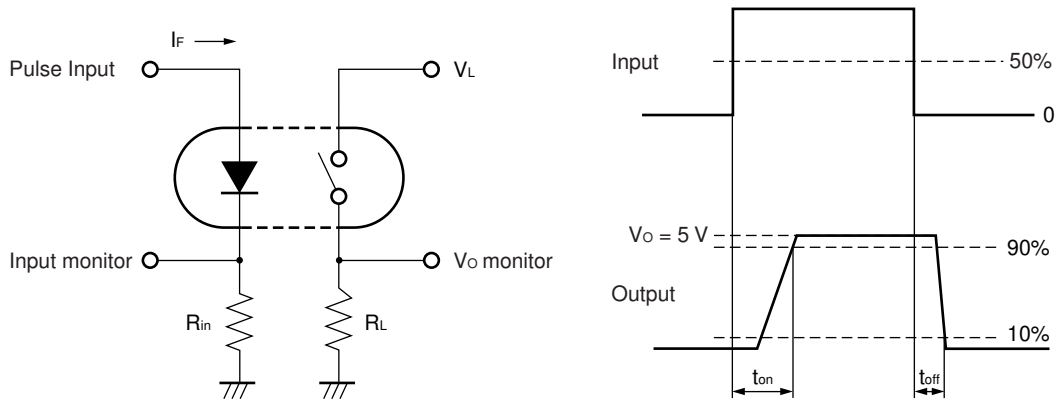 IF
Pulse Input
VL
Input monitor
VO monitor
Rin
RL
Input
50%
0
VO = 5 V
90%
Output
10%
ton
toff